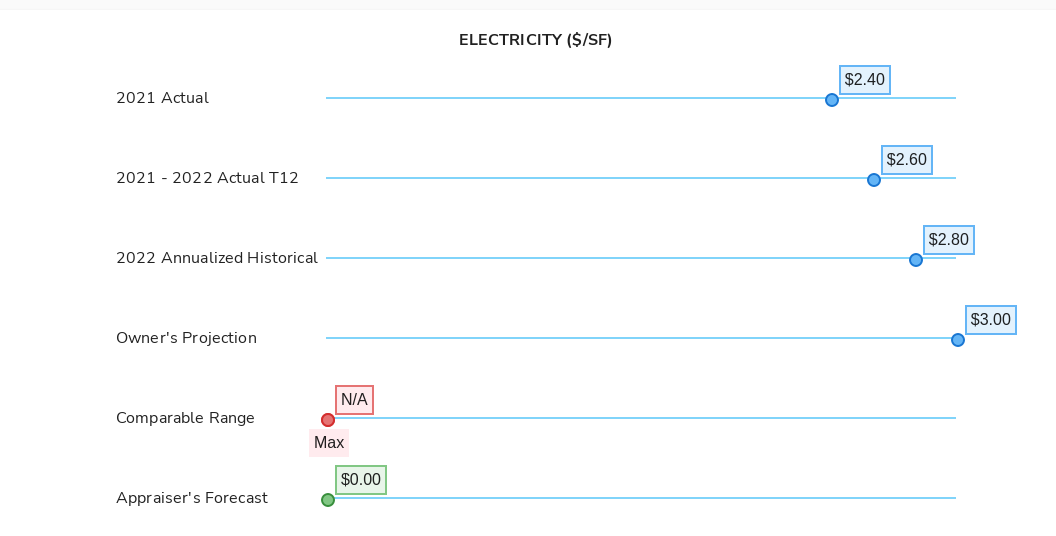 ELECTRICITY ($/SF)
2021 Actual
$2.40
2021 - 2022 Actual T12
$2.60
2022 Annualized Historical
$2.80
Owner's Projection
$3.00
Comparable Range
N/A
Max
Appraiser's Forecast
$0.00